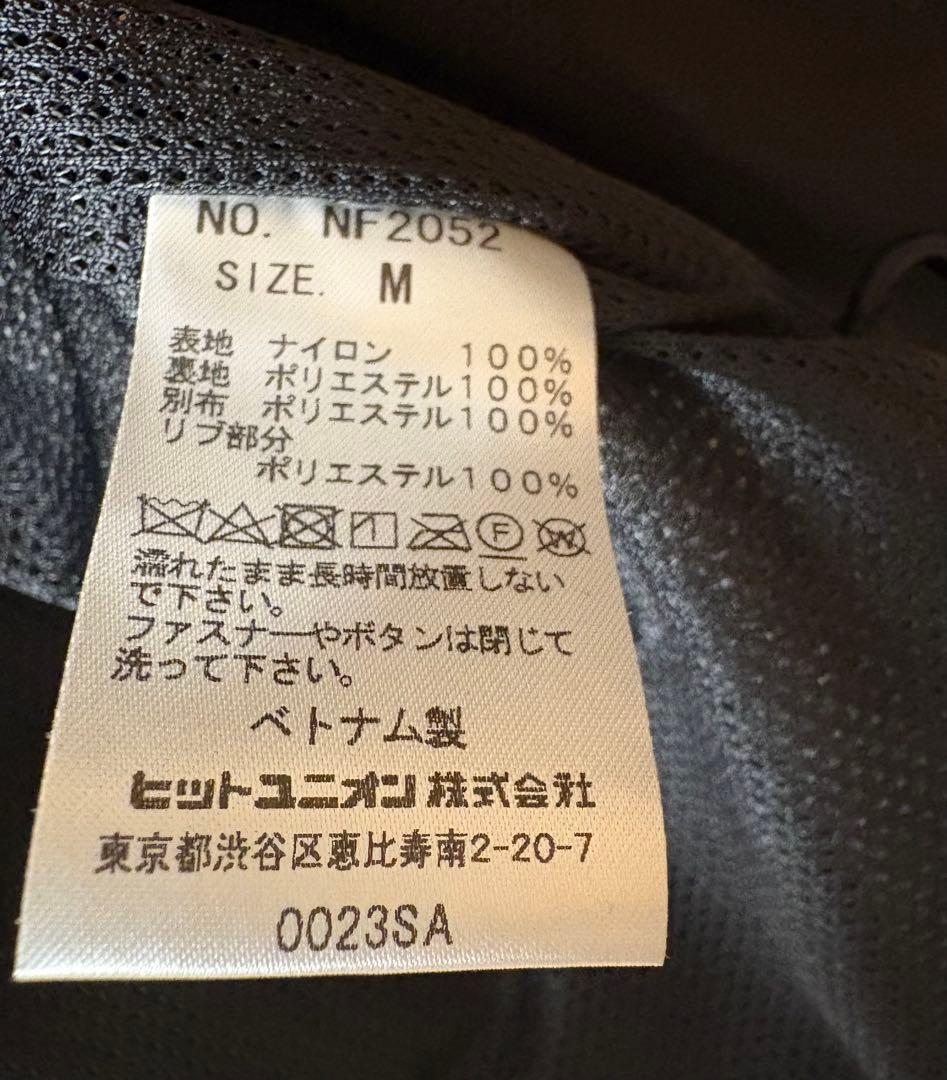 NO. NF2052
SIZE. M
表地 ナイロン 100%
裏地 ポリエステル100%
別布 ポリエステル100%
リブ部分
ポリエステル100%
濡れたまま長時間放置しない
で下さい。
ファスナーやボタンは閉じて
洗って下さい。
ベトナム製
ヒットユニオン株式会社
東京都渋谷区恵比寿南2-20-7
0023SA